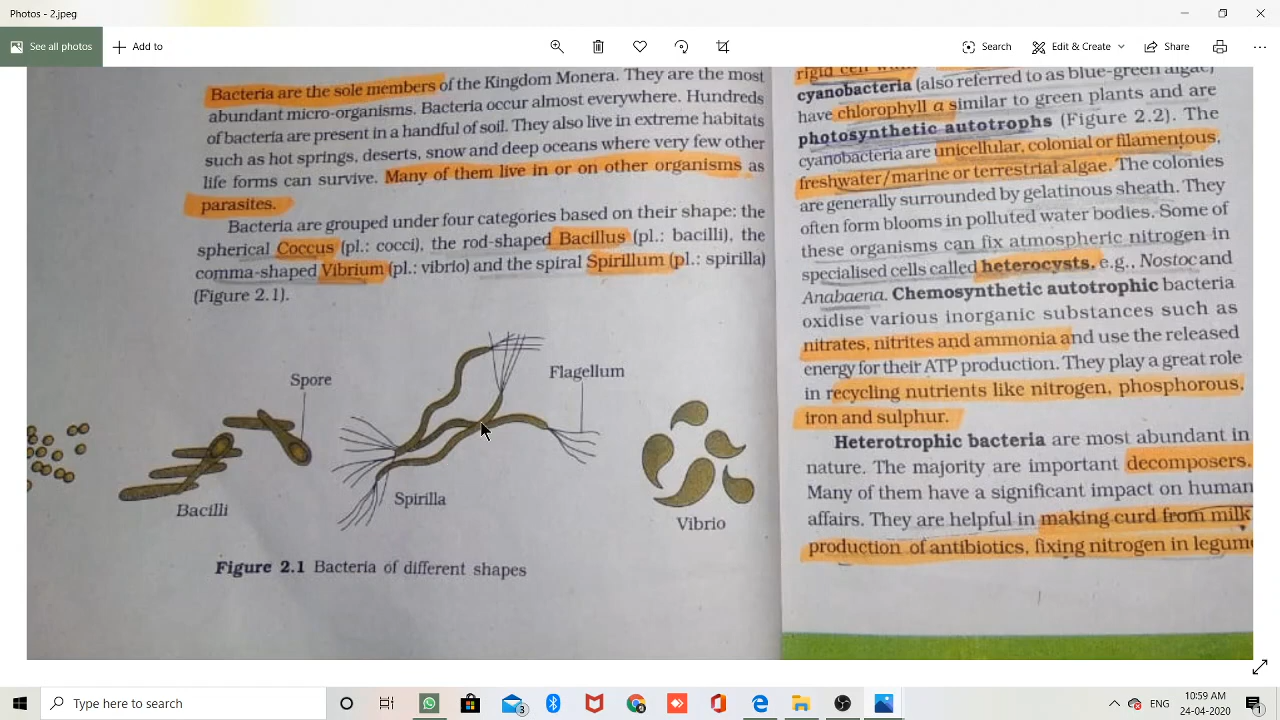 Photos - 2.jpeg
See all photos
Add to
Search
Edit & Create
Share
Bacteria are the sole members of the Kingdom Monera. They are the most
abundant micro-organisms. Bacteria occur almost everywhere. Hundreds
of bacteria are present in a handful of soil. They also live in extreme habitats
such as hot springs, deserts, snow and deep oceans where very few other
life forms can survive. Many of them live in or on other organisms as
parasites.
Bacteria are grouped under four categories based on their shape: the
spherical Coccus (pl.: cocci), the rod-shaped Bacillus (pl.: bacilli), the
comma-shaped Vibrium (pl.: vibrio) and the spiral Spirillum (pl.: spirilla)
(Figure 2.1).
Spore
Flagellum
Bacilli
Spirilla
Vibrio
Figure 2.1 Bacteria of different shapes
rigid cell
cyanobacteria (also referred to as blue-green algae)
have chlorophyll a similar to green plants and are
photosynthetic autotrophs (Figure 2.2). The
cyanobacteria are unicellular, colonial or filamentous,
freshwater/marine or terrestrial algae. The colonies
are generally surrounded by gelatinous sheath. They
often form blooms in polluted water bodies. Some of
these organisms can fix atmospheric nitrogen in
specialised cells called heterocysts, e.g., Nostoc and
Anabaena. Chemosynthetic autotrophic bacteria
oxidise various inorganic substances such as
nitrates, nitrites and ammonia and use the released
energy for their ATP production. They play a great role
in recycling nutrients like nitrogen, phosphorous,
iron and sulphur.
Heterotrophic bacteria are most abundant in
nature. The majority are important decomposers.
Many of them have a significant impact on human
affairs. They are helpful in making curd from milk
production of antibiotics, fixing nitrogen in legum
Type here to search
3
ENG
10:59 AM
24-04-2020
1